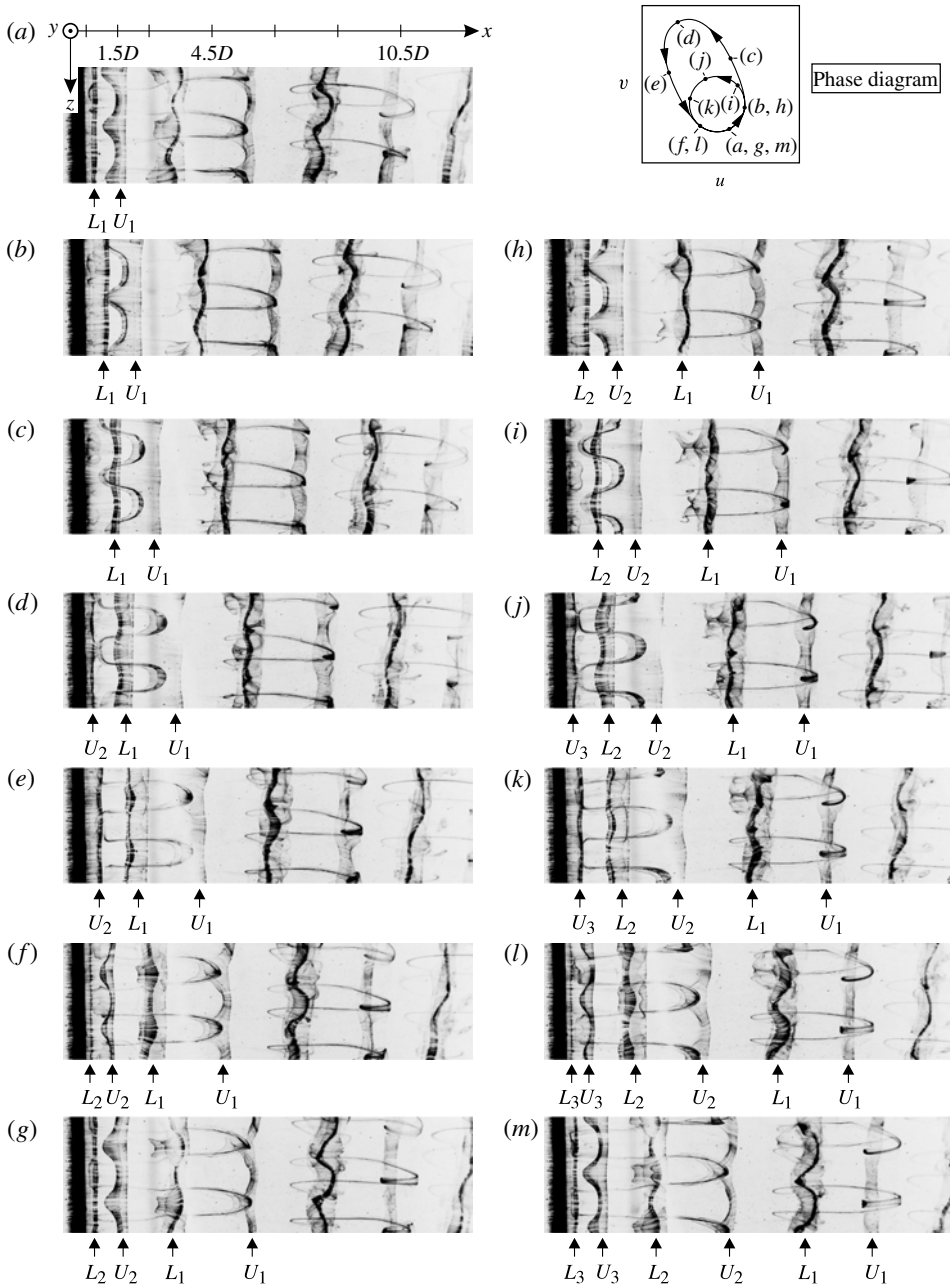 (a) y x
1.5D 4.5D 10.5D
z
L1 U1
(d)
(j) (c)
v (e)
(k) (i) (b, h)
(f, l) (a, g, m)
u
Phase diagram
(b)
L1 U1
(h)
L2 U2 L1 U1
(c)
L1 U1
(i)
L2 U2 L1 U1
(d)
U2 L1 U1
(j)
U3 L2 U2 L1 U1
(e)
U2 L1 U1
(k)
U3 L2 U2 L1 U1
(f)
L2 U2 L1 U1
(l)
L3 U3 L2 U2 L1 U1
(g)
L2 U2 L1 U1
(m)
L3 U3 L2 U2 L1 U1